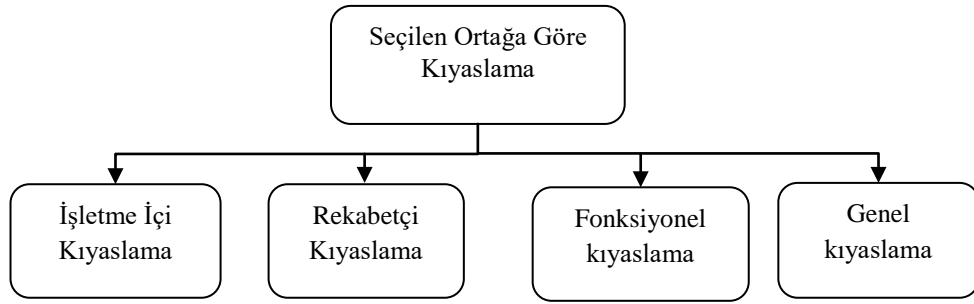 Seçilen Ortağa Göre
Kıyaslama
İşletme İçi
Kıyaslama
Rekabetçi
Kıyaslama
Fonksiyonel
kıyaslama
Genel
kıyaslama